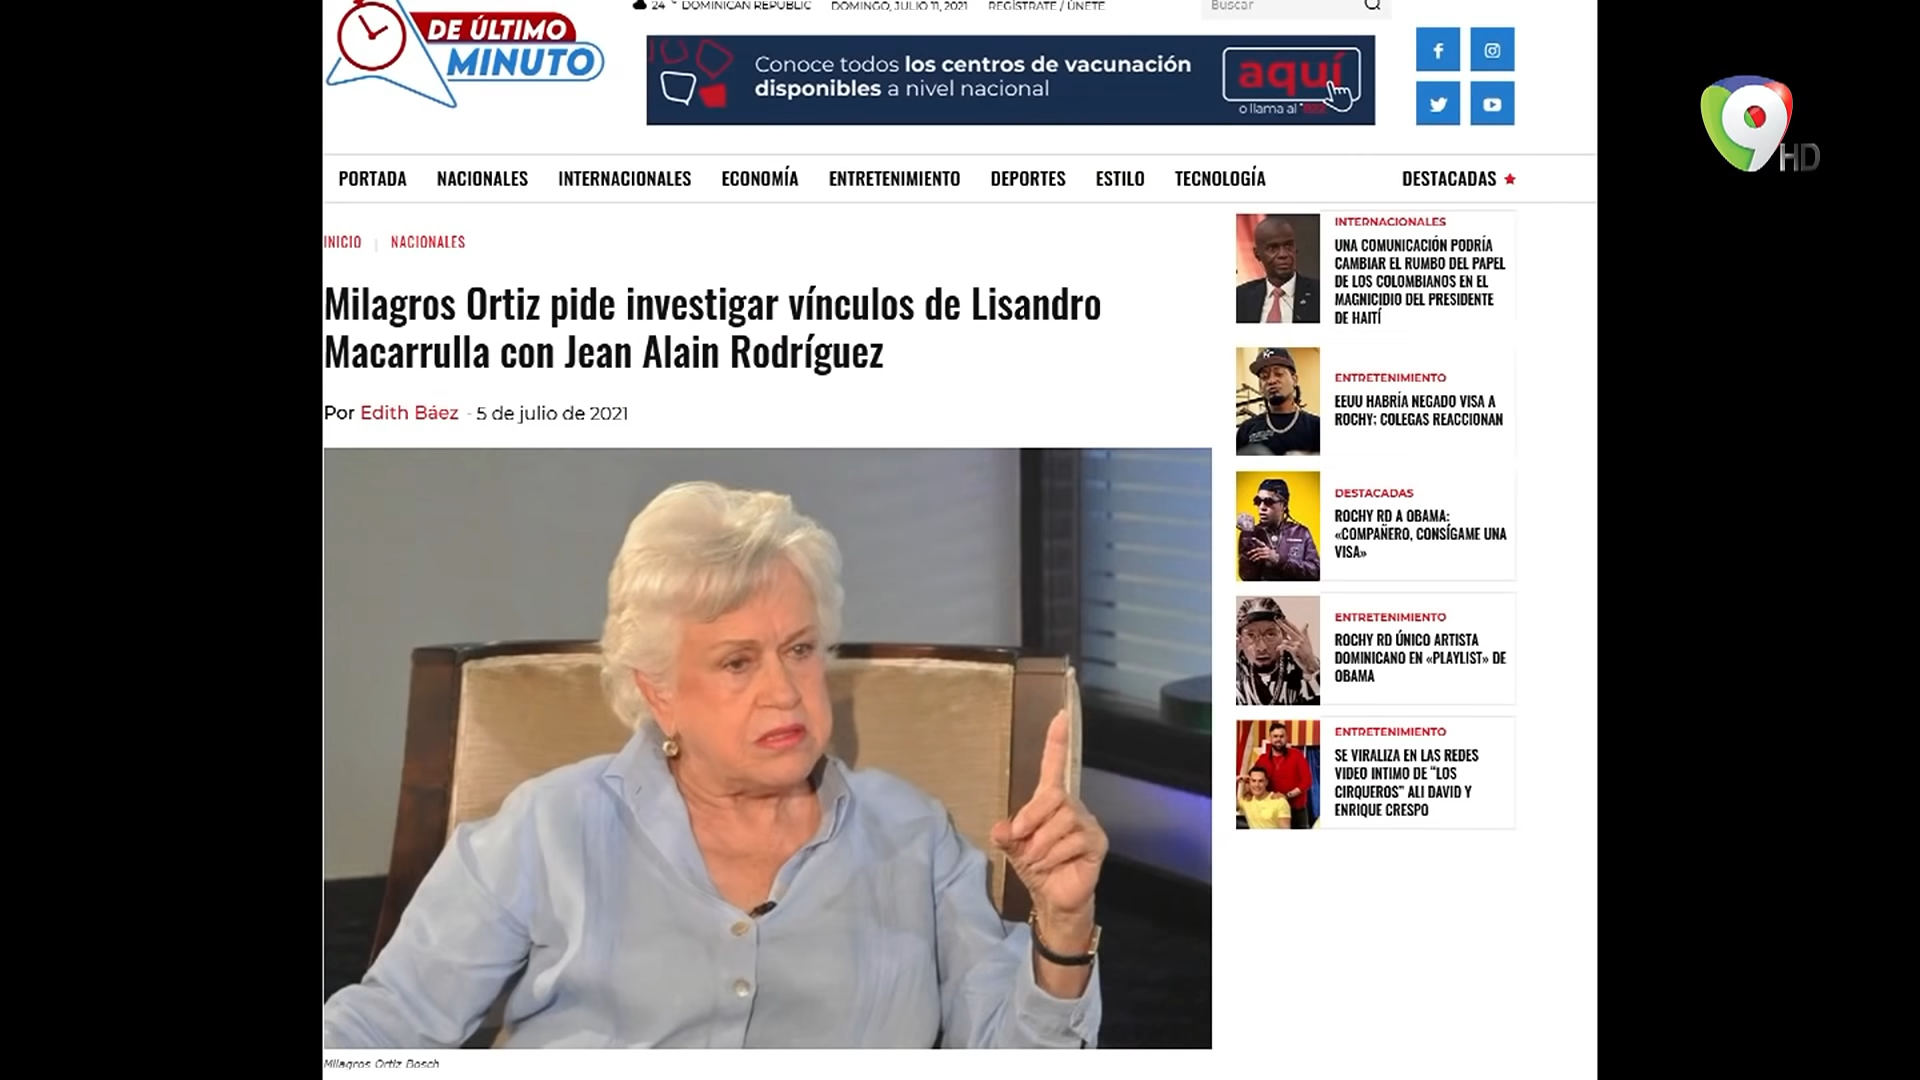 24 ° DOMINICAN REPUBLIC DOMINGO, JULIO 11, 2021 REGÍSTRATE / ÚNETE Buscar
DE ÚLTIMO
MINUTO
Conoce todos los centros de vacunación
disponibles a nivel nacional
aquí
o llama al
9
HD
PORTADA NACIONALES INTERNACIONALES ECONOMÍA ENTRETENIMIENTO DEPORTES ESTILO TECNOLOGÍA DESTACADAS
INICIO | NACIONALES
Milagros Ortiz pide investigar vínculos de Lisandro
Macarrulla con Jean Alain Rodríguez
Por Edith Báez - 5 de julio de 2021
Milagros Ortiz Bosch
INTERNACIONALES
UNA COMUNICACIÓN PODRÍA
CAMBIAR EL RUMBO DEL PAPEL
DE LOS COLOMBIANOS EN EL
MAGNICIDIO DEL PRESIDENTE
DE HAITÍ
ENTRETENIMIENTO
EEUU HABRÍA NEGADO VISA A
ROCHY; COLEGAS REACCIONAN
DESTACADAS
ROCHY RD A OBAMA:
«COMPAÑERO, CONSÍGAME UNA
VISA»
ENTRETENIMIENTO
ROCHY RD ÚNICO ARTISTA
DOMINICANO EN «PLAYLIST» DE
OBAMA
ENTRETENIMIENTO
SE VIRALIZA EN LAS REDES
VIDEO INTIMO DE “LOS
CIRQUEROS” ALI DAVID Y
ENRIQUE CRESPO